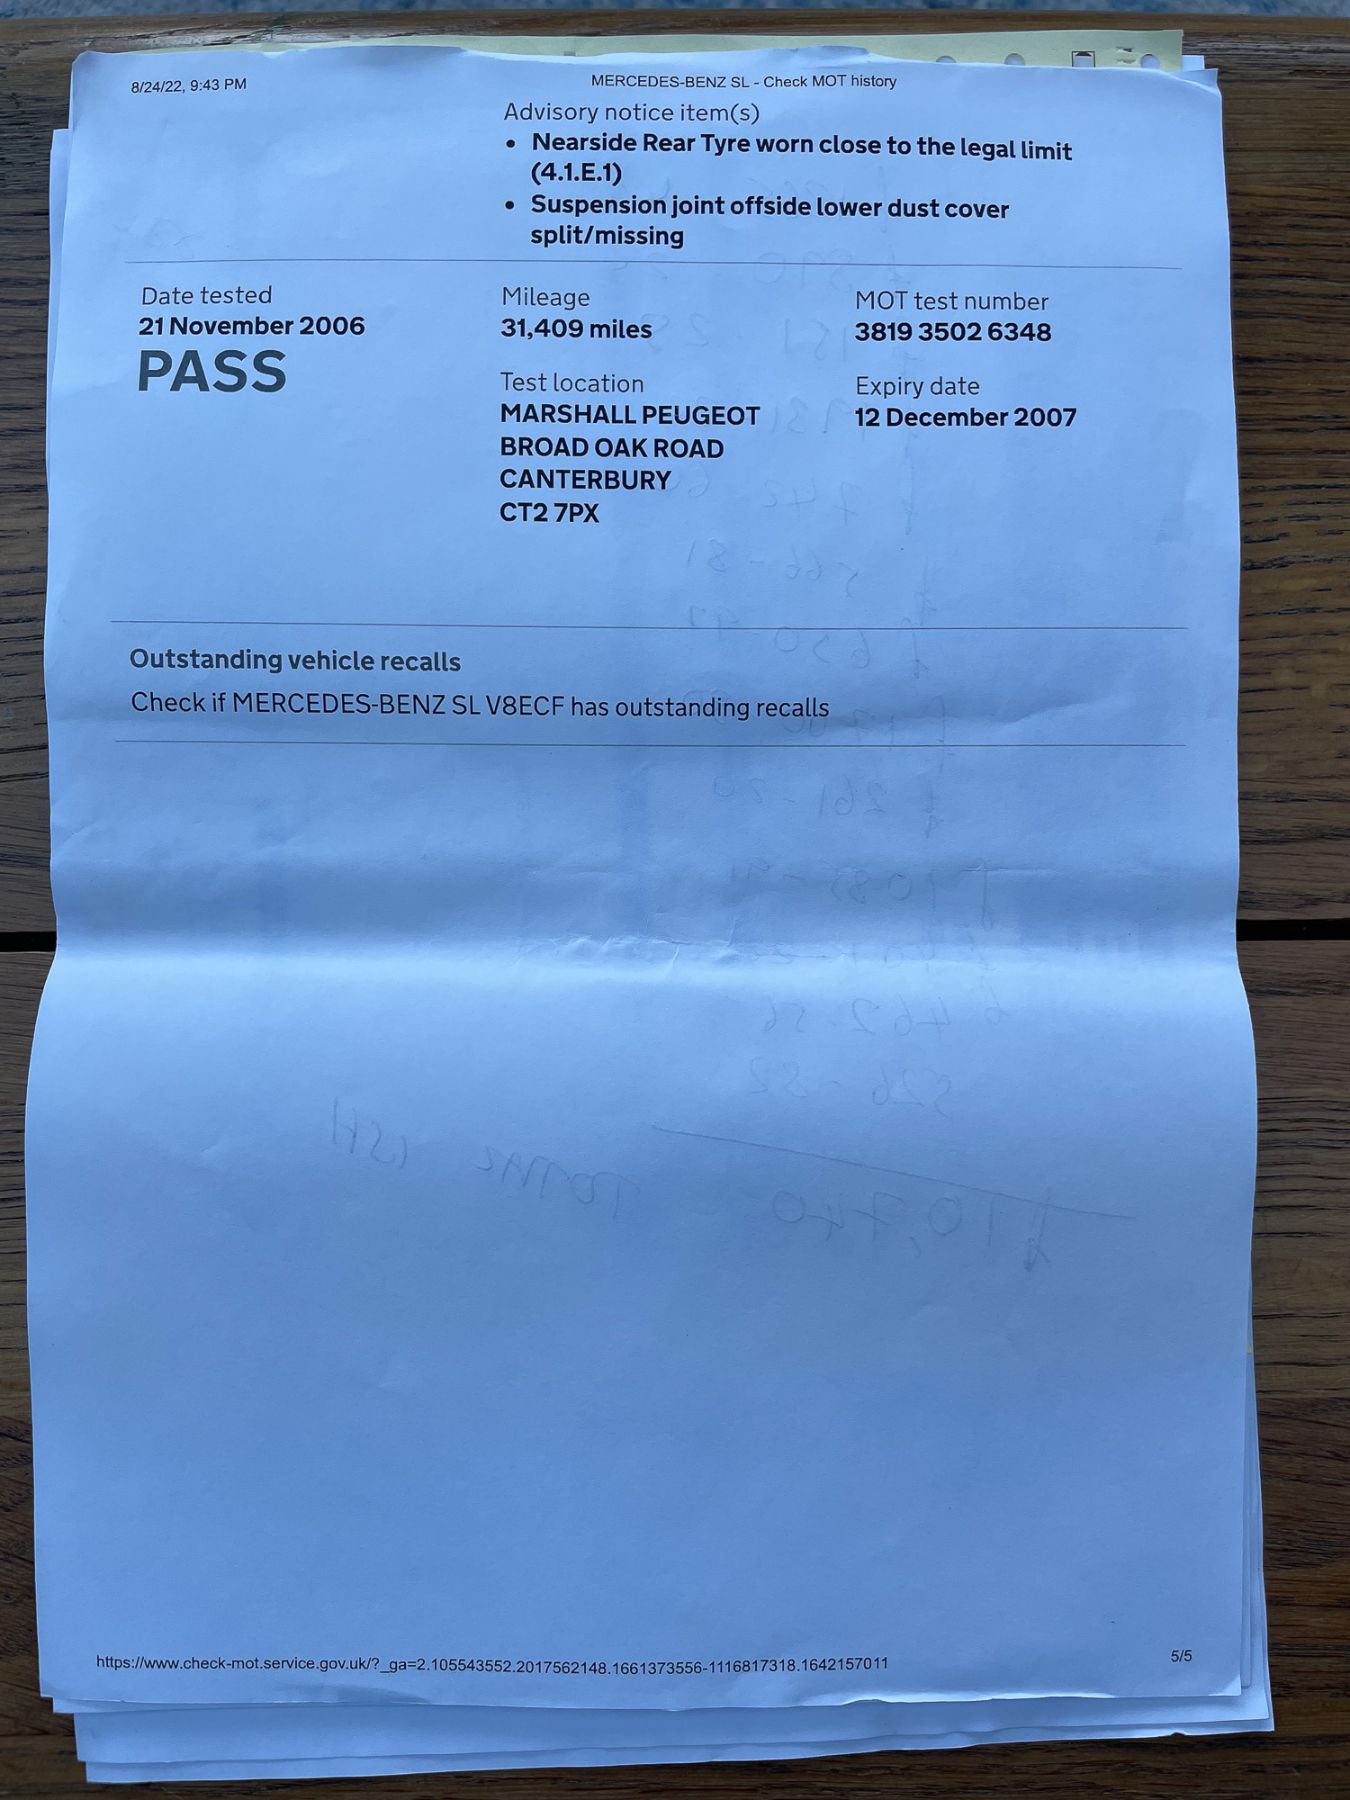 8/24/22, 9:43 PM
MERCEDES-BENZ SL - Check MOT history
Advisory notice item(s)
• Nearside Rear Tyre worn close to the legal limit
(4.1.E.1)
• Suspension joint offside lower dust cover
split/missing
Date tested
21 November 2006
PASS
Mileage
31,409 miles
Test location
MARSHALL PEUGEOT
BROAD OAK ROAD
CANTERBURY
CT2 7PX
MOT test number
3819 3502 6348
Expiry date
12 December 2007
Outstanding vehicle recalls
Check if MERCEDES-BENZ SL V8ECF has outstanding recalls
£10,740 - TOTAL
https://www.check-mot.service.gov.uk/?_ga=2.105543552.2017562148.1661373556-1116817318.1642157011
5/5